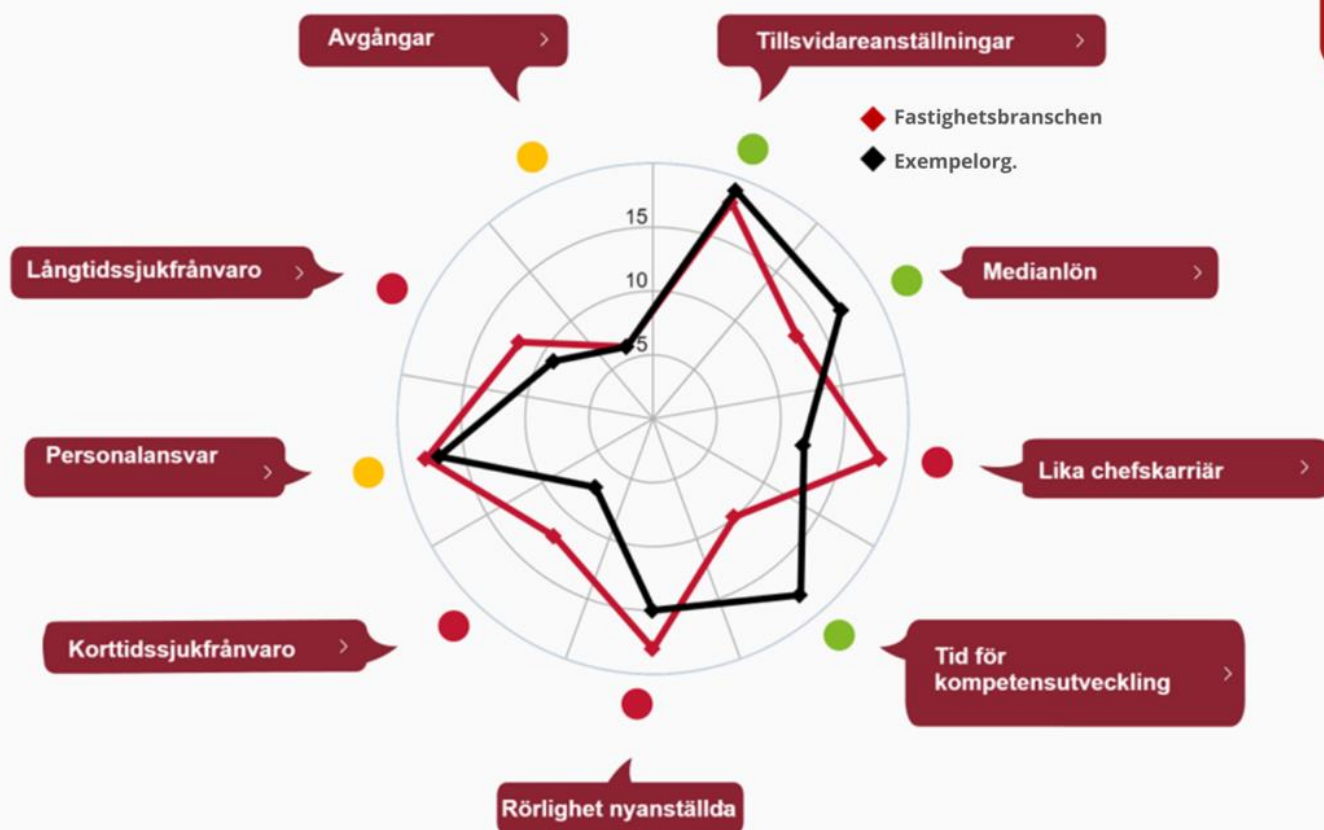 Avgångar
Tillsvidareanställningar
Fastighetsbranschen
Exempelorg.
15
10
5
Långtidssjukfrånvaro
Medianlön
Personalansvar
Lika chefskarriär
Korttidssjukfrånvaro
Tid för
kompetensutveckling
Rörlighet nyanställda